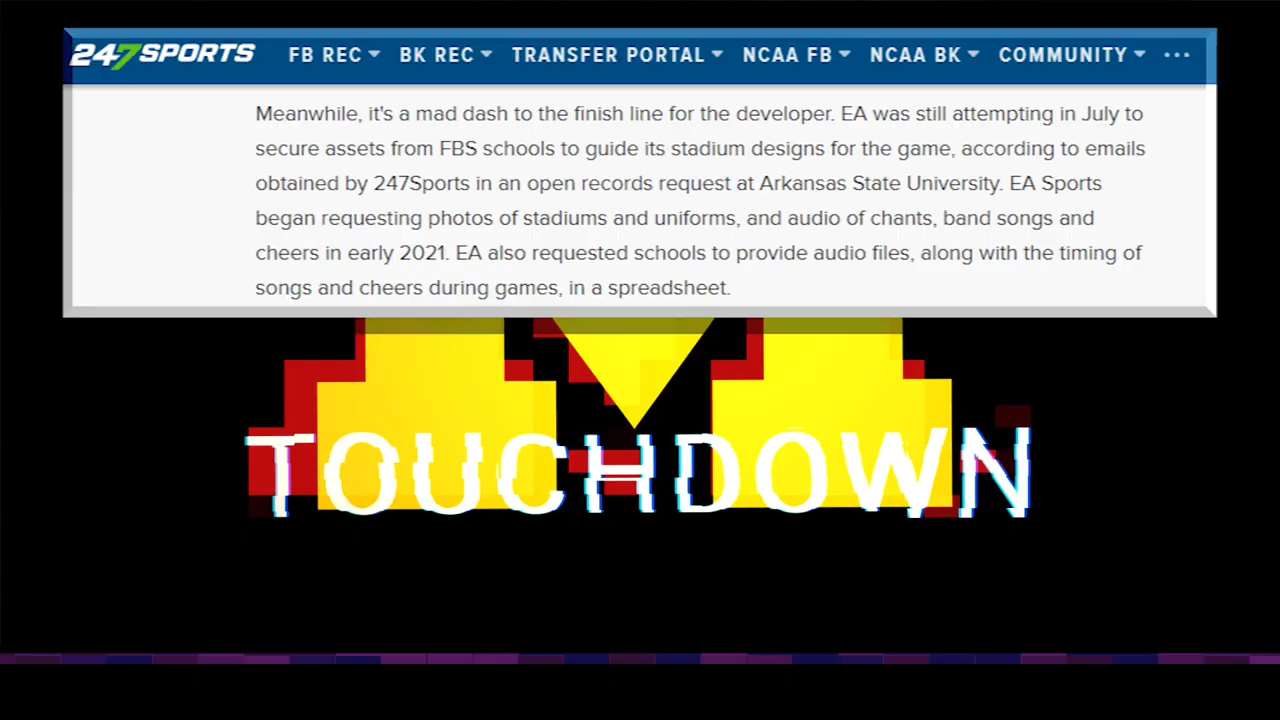 247SPORTS FB REC BK REC TRANSFER PORTAL NCAA FB NCAA BK COMMUNITY ...
Meanwhile, it's a mad dash to the finish line for the developer. EA was still attempting in July to
secure assets from FBS schools to guide its stadium designs for the game, according to emails
obtained by 247Sports in an open records request at Arkansas State University. EA Sports
began requesting photos of stadiums and uniforms, and audio of chants, band songs and
cheers in early 2021. EA also requested schools to provide audio files, along with the timing of
songs and cheers during games, in a spreadsheet.
TOUCHDOWN